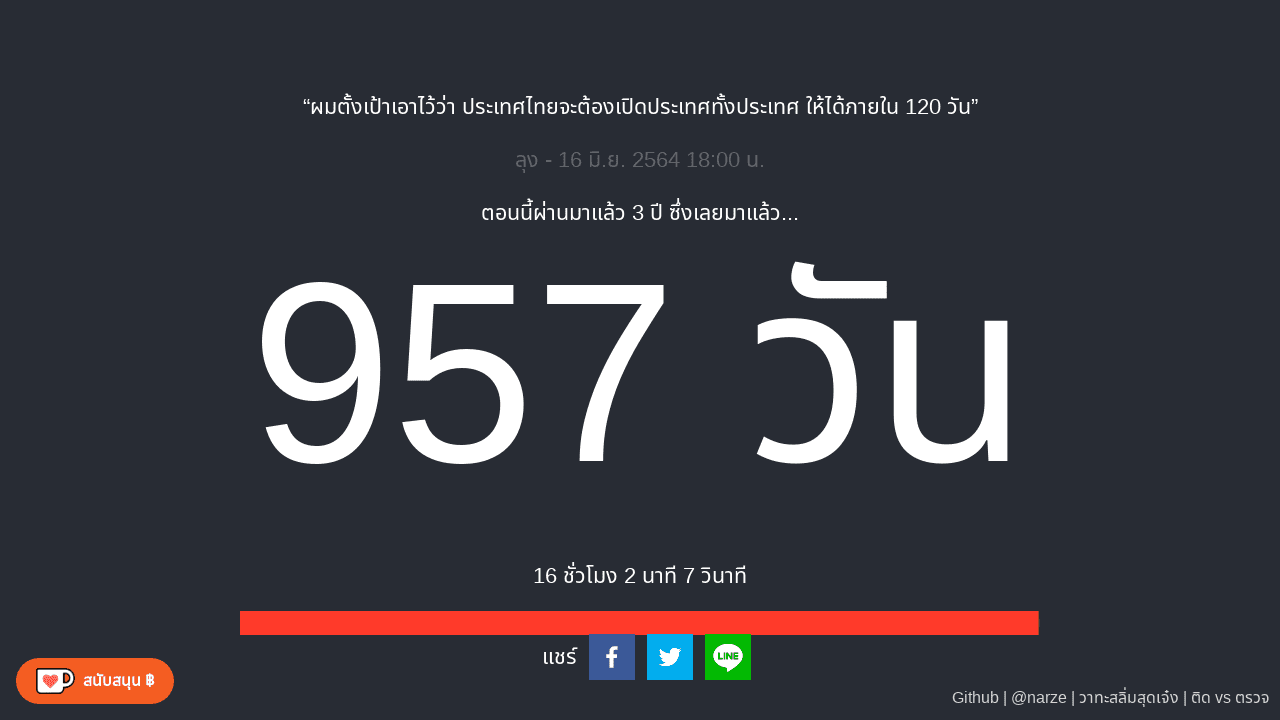 “ผมตั้งเป้าเอาไว้ว่า ประเทศไทยจะต้องเปิดประเทศทั้งประเทศ ให้ได้ภายใน 120 วัน”
ลุง - 16 มิ.ย. 2564 18:00 น.
ตอนนี้ผ่านมาแล้ว 3 ปี ซึ่งเลยมาแล้ว...
957 วัน
16 ชั่วโมง 2 นาที 7 วินาที
แชร์
LINE
สนับสนุน ฿
Github | @narze | วาทะสลิ่มสุดเจ๋ง | ติด vs ตรวจ